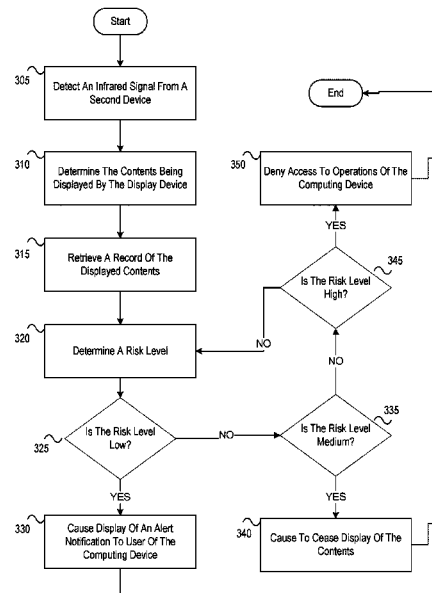 Start
305
Detect An Infrared Signal From A
Second Device
310
Determine The Contents Being
Displayed By The Display Device
315
Retrieve A Record Of The
Displayed Contents
320
Determine A Risk Level
325
Is The Risk
Level
Low?
NO
YES
330
Cause Display Of An Alert
Notification To User Of The
Computing Device
335
Is The Risk
Level
Medium?
NO
YES
340
Cause To Cease Display Of The
Contents
345
Is The Risk Level
High?
NO
YES
350
Deny Access To Operations Of The
Computing Device
End